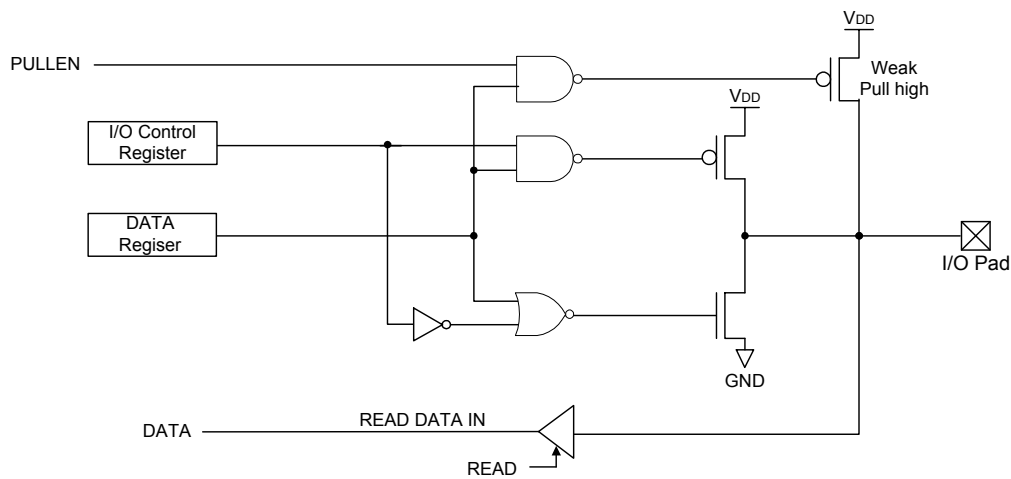 VDD
PULLEN
Weak
Pull high
VDD
I/O Control
Register
DATA
Regiser
I/O Pad
GND
READ DATA IN
DATA
READ